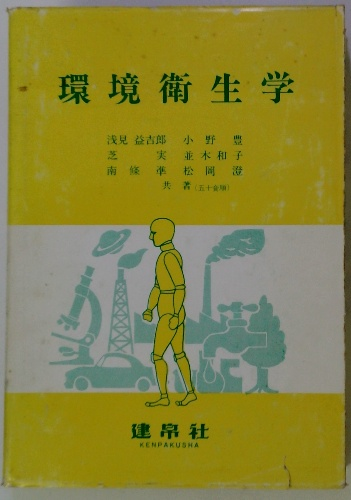 環境衛生学
浅見 益吉郎 小野 豊
芝 実 並木和子
南條 準 松岡 澄
共著(五十音順)
建帛社
KENPAKUSHA